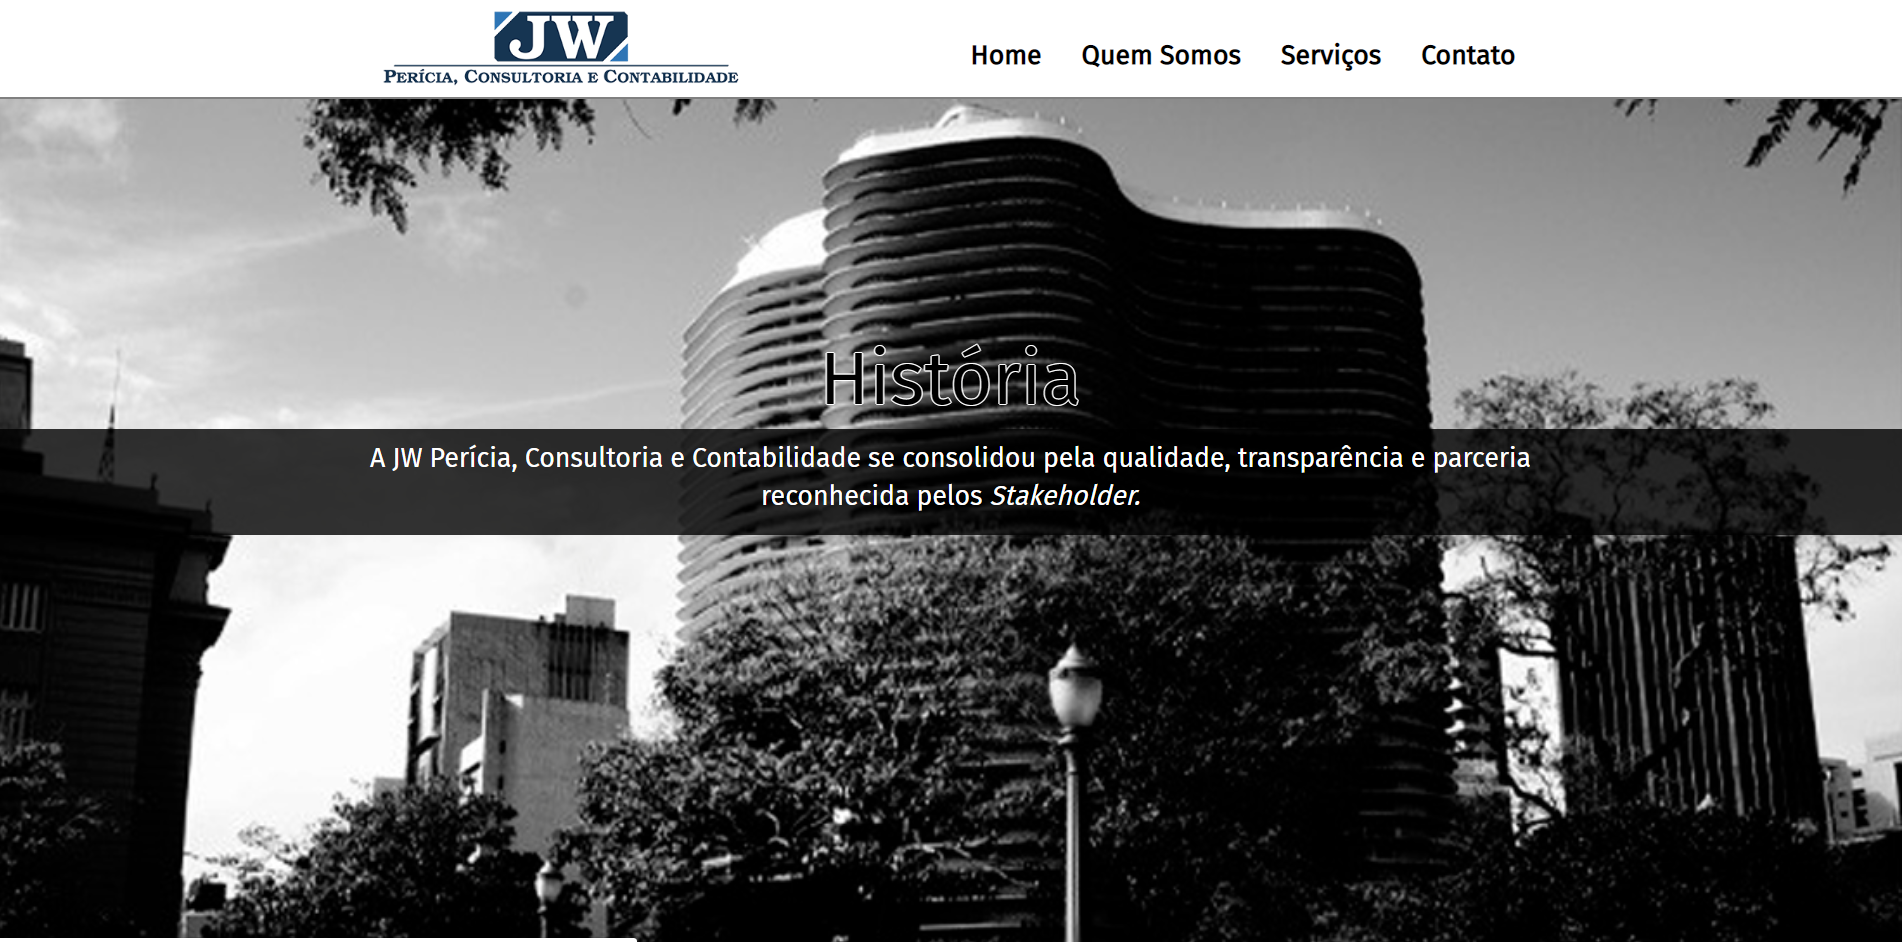 JW
Perícia, Consultoria e Contabilidade
Home Quem Somos Serviços Contato
História
A JW Perícia, Consultoria e Contabilidade se consolidou pela qualidade, transparência e parceria
reconhecida pelos Stakeholder.